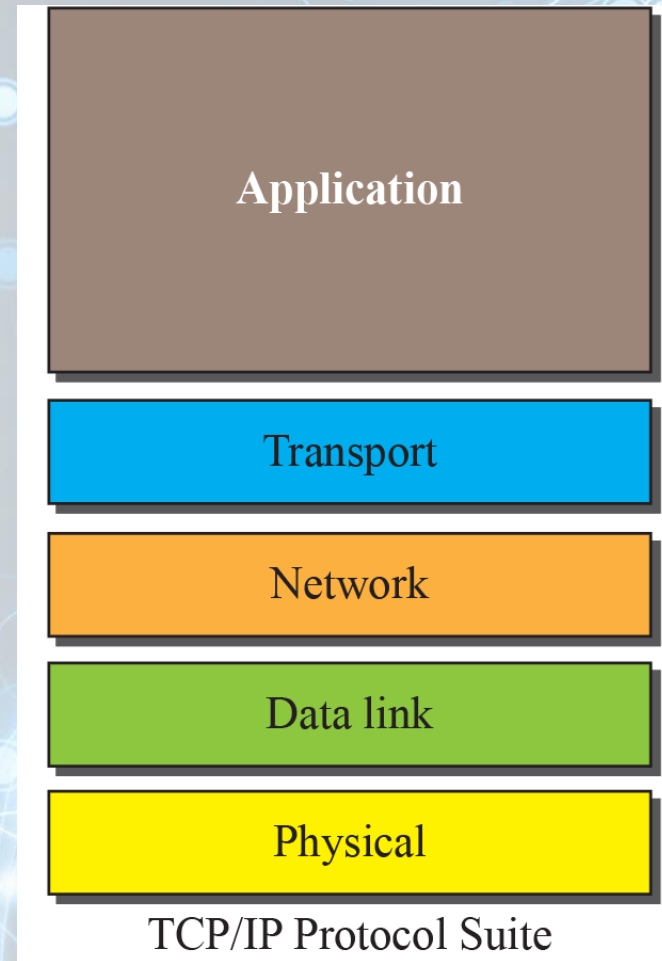 Application
Transport
Network
Data link
Physical
TCP/IP Protocol Suite